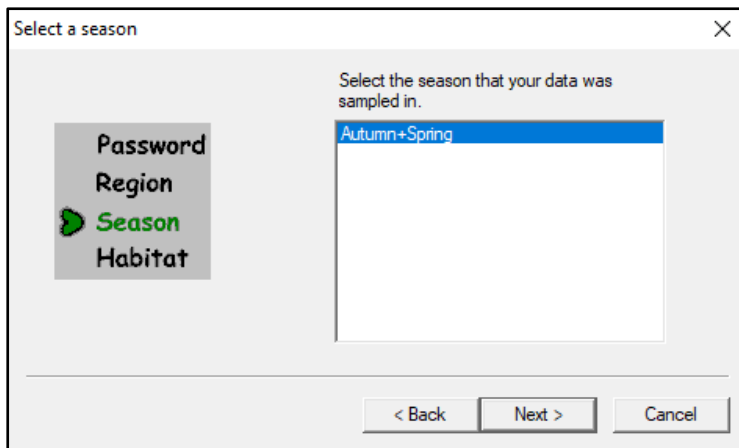 Select a season
Select the season that your data was
sampled in.
Autumn+Spring
Password
Region
Season
Habitat
< Back
Next >
Cancel